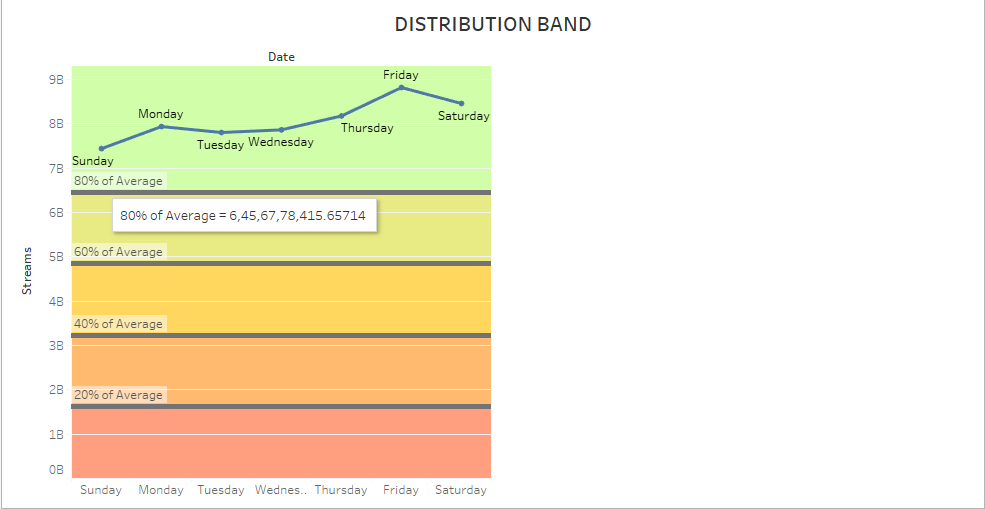 DISTRIBUTION BAND
Date
9B
Friday
8B
Monday
Saturday
Thursday
Tuesday
Wednesday
7B
Sunday
80% of Average
6B
80% of Average = 6,45,67,78,415.65714
5B
60% of Average
Streams
4B
40% of Average
3B
2B
20% of Average
1B
0B
Sunday Monday Tuesday Wednes.. Thursday Friday Saturday